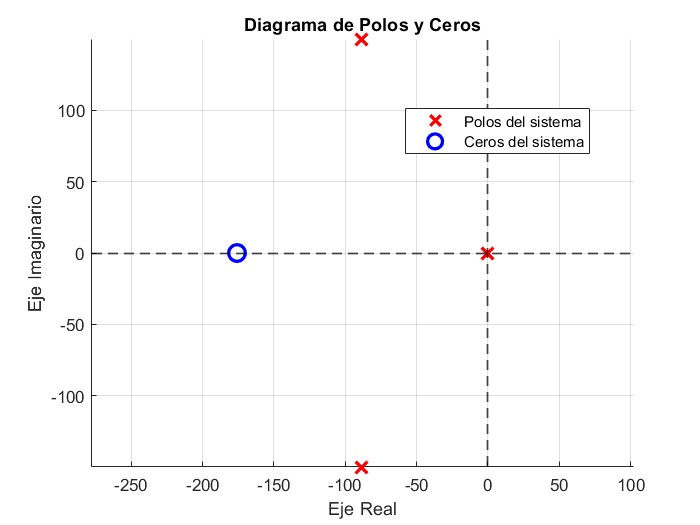 Diagrama de Polos y Ceros
Polos del sistema
Ceros del sistema
100
50
0
-50
-100
Eje Imaginario
-250 -200 -150 -100 -50 0 50 100
Eje Real